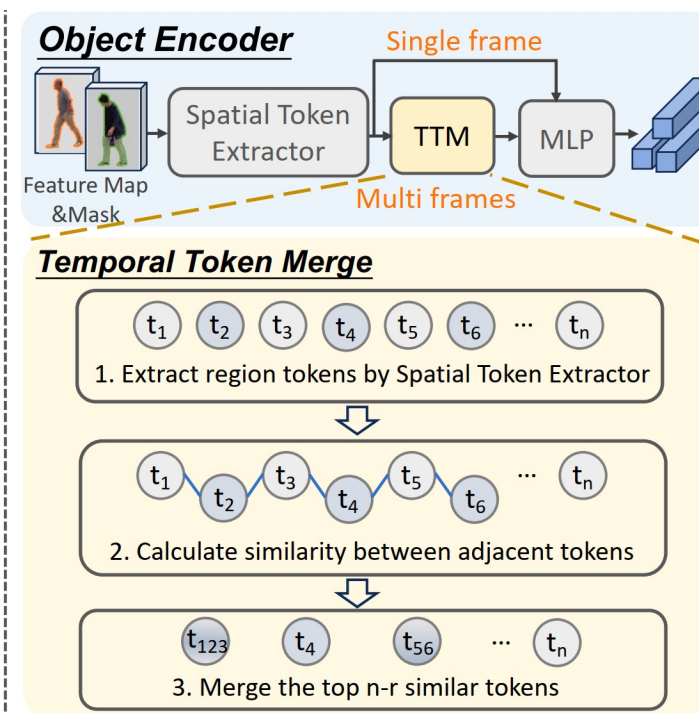 Object Encoder
Single frame
Spatial Token
Extractor
TTM
MLP
Feature Map
&Mask
Multi frames
Temporal Token Merge
t1 t2 t3 t4 t5 t6 ... tn
1. Extract region tokens by Spatial Token Extractor
t1 t2 t3 t4 t5 t6 ... tn
2. Calculate similarity between adjacent tokens
t123 t4 t56 ... tn
3. Merge the top n-r similar tokens